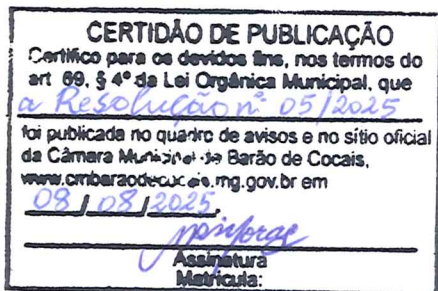 CERTIDÃO DE PUBLICAÇÃO
Certifico para os devidos fins, nos termos do
art 69, § 4º da Lei Orgânica Municipal, que
a Resolução nº 05/2025
foi publicada no quadro de avisos e no sítio oficial
da Câmara Municipal de Barão de Cocais,
www.cmbaraodecocais.mg.gov.br em
08/08/2025.
Assinatura
Matrícula: